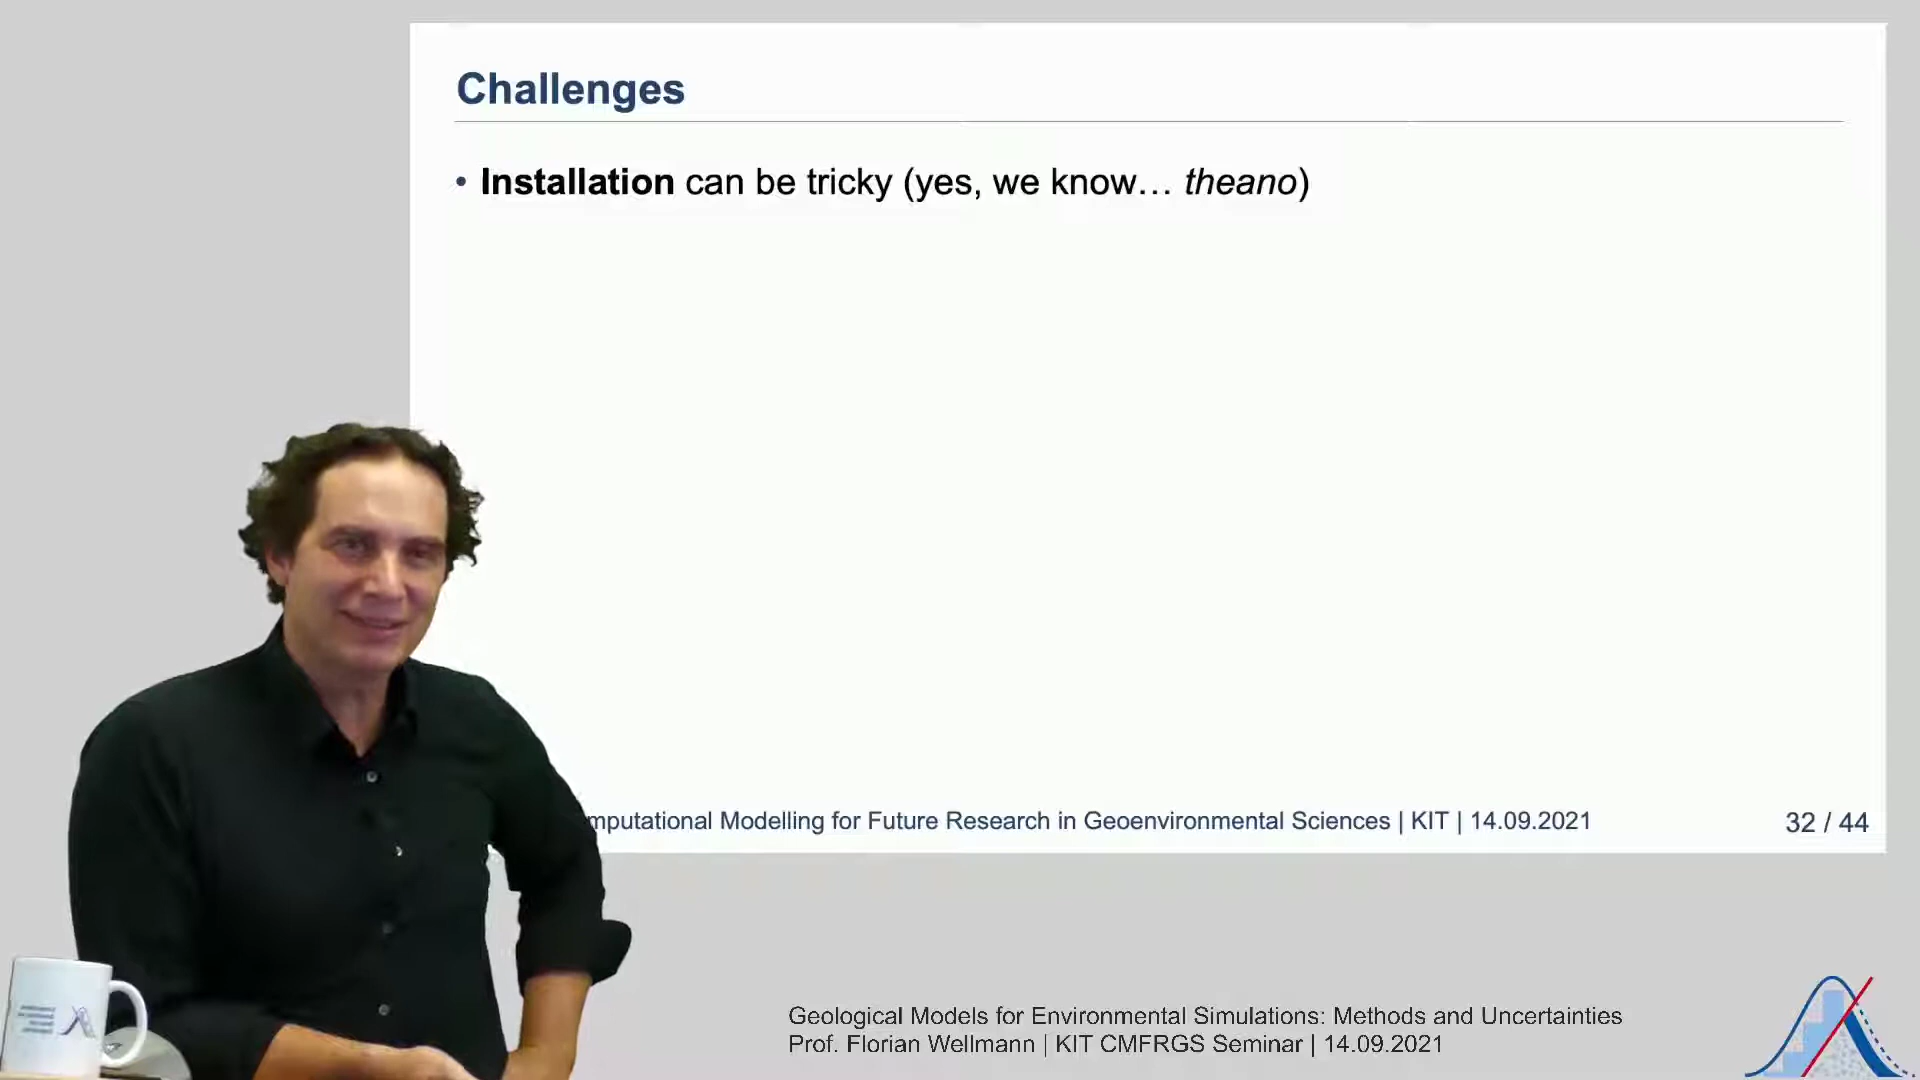 Challenges
• Installation can be tricky (yes, we know… theano)
mputational Modelling for Future Research in Geoenvironmental Sciences | KIT | 14.09.2021
32 / 44
Geological Models for Environmental Simulations: Methods and Uncertainties
Prof. Florian Wellmann | KIT CMFRGS Seminar | 14.09.2021